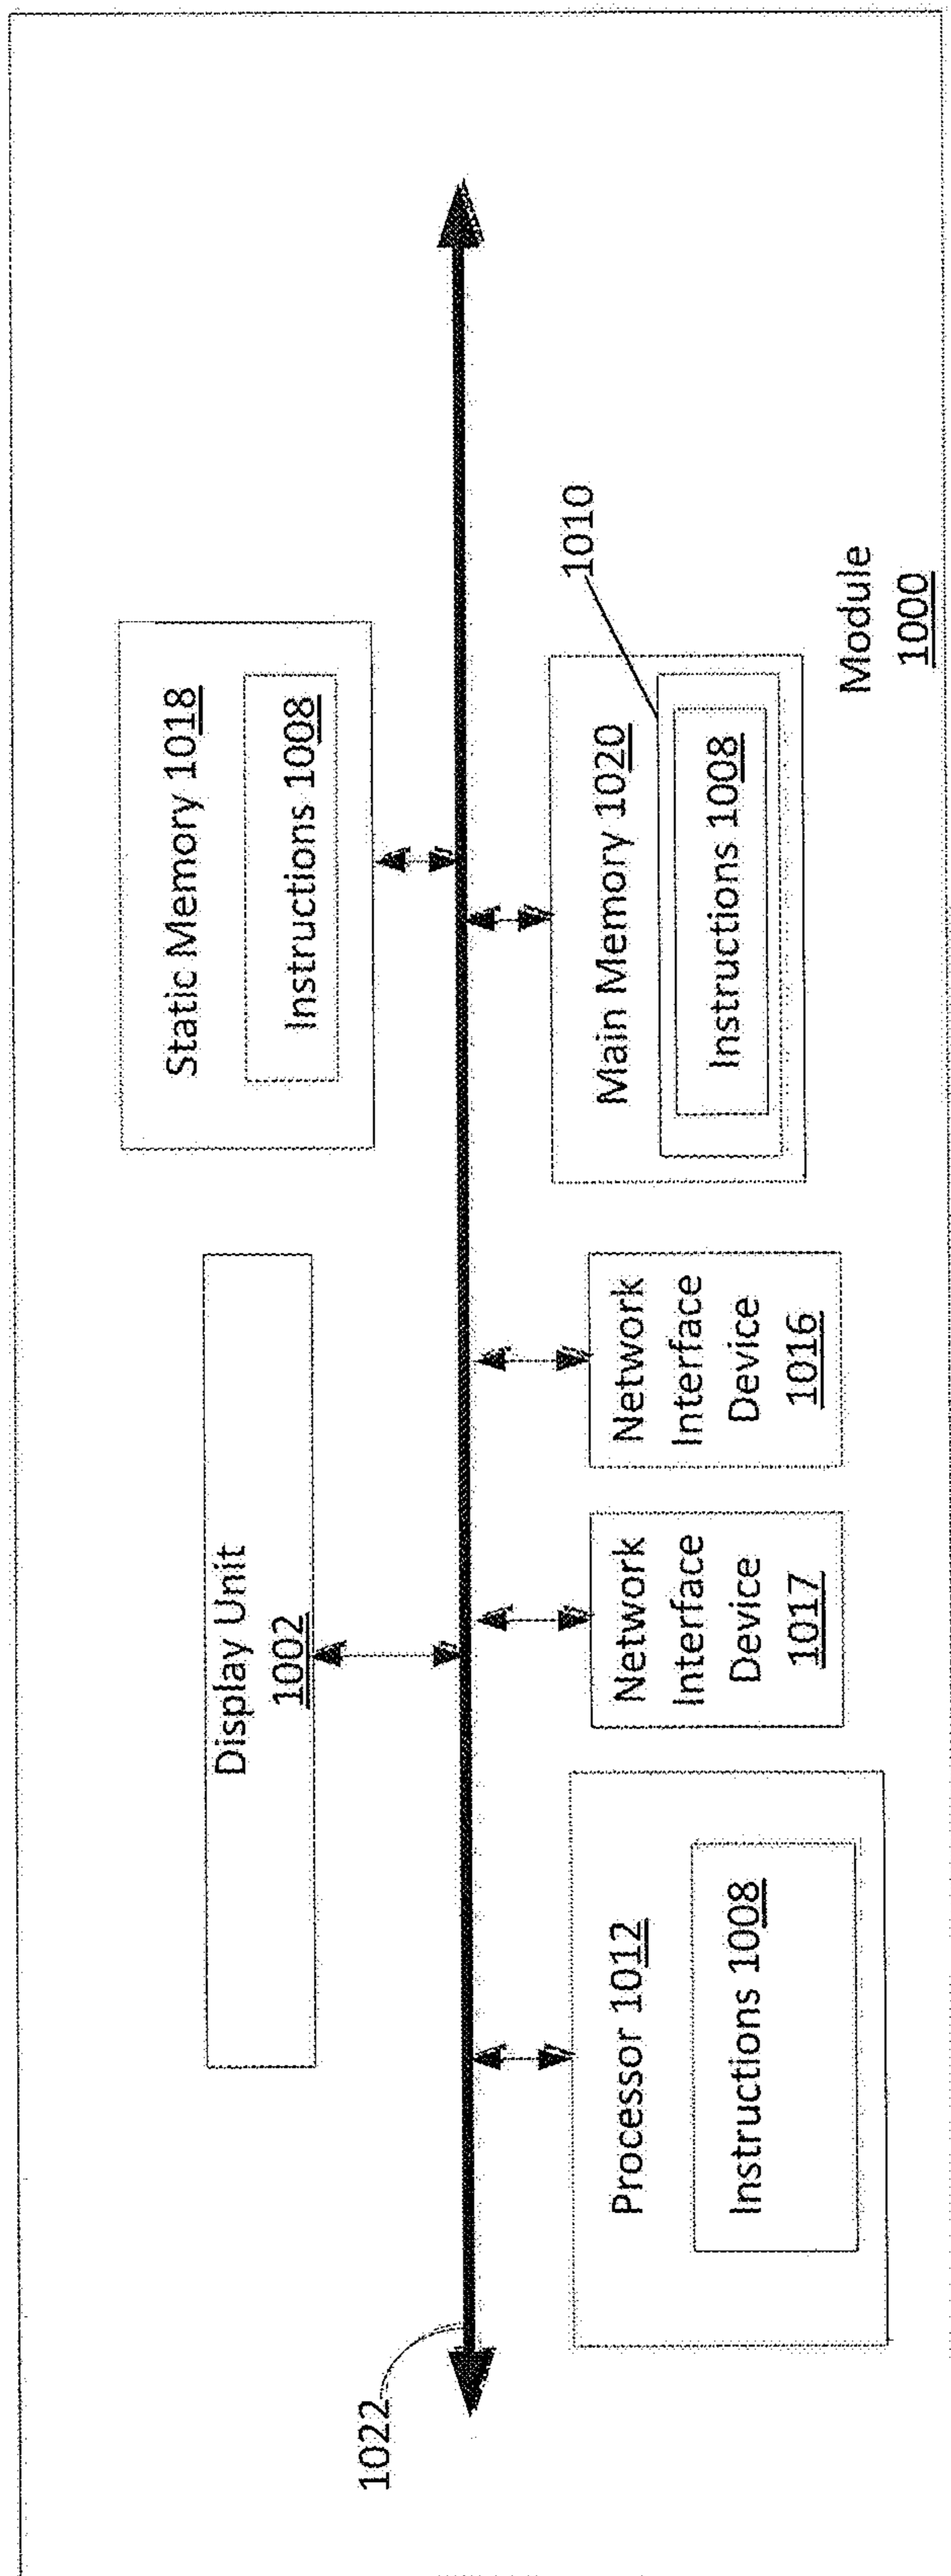 Display Unit
1002
Static Memory 1018
Instructions 1008
1022
Processor 1012
Instructions 1008
Network
Interface
Device
1017
Network
Interface
Device
1016
Main Memory 1020
Instructions 1008
1010
Module
1000